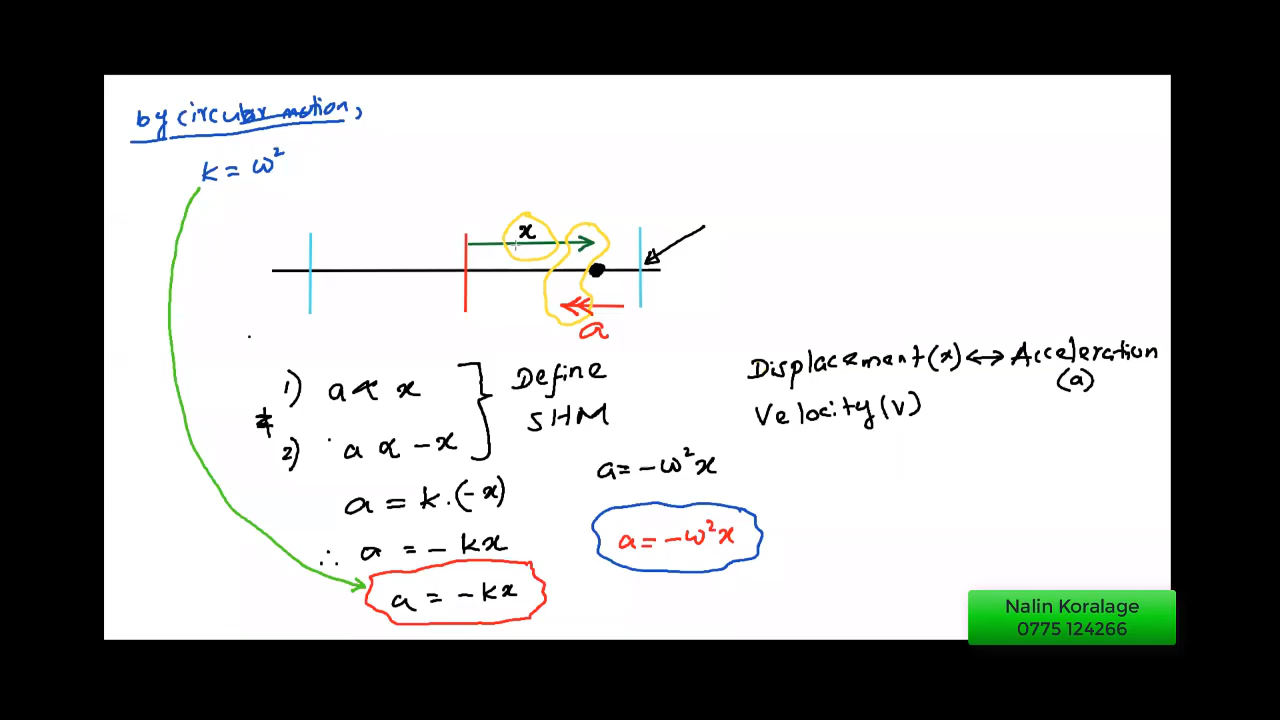 by circular motion,
k = ω²
x
a
1) a ∝ x
2) a ∝ -x
Define
SHM
a = k.(-x)
∴ a = - kx
a = - kx
Displacement (x) ↔ Acceleration
(a)
Velocity (v)
a = -ω²x
a = -ω²x
Nalin Koralage
0775 124266